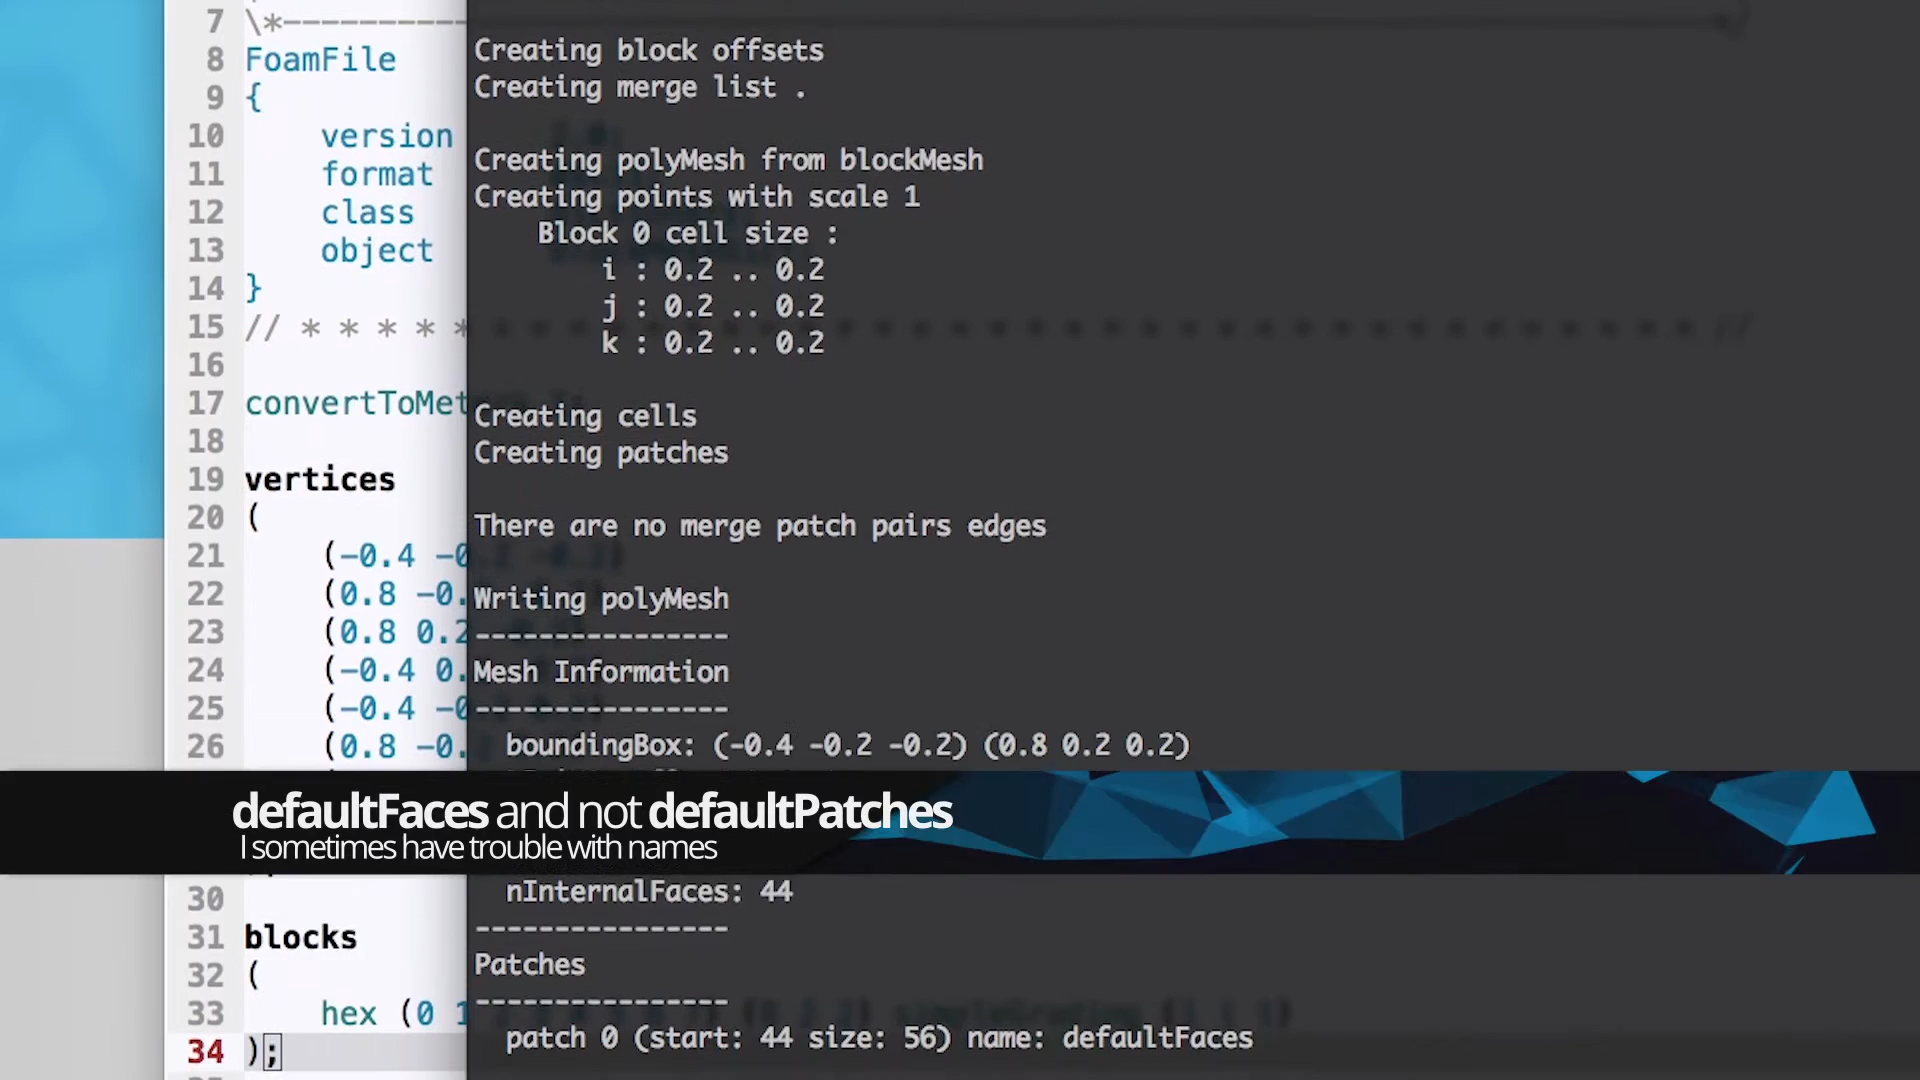 7 \*---------------
8 FoamFile
9 {
10 version
11 format
12 class
13 object
14 }
15 // * * * * *
16
17 convertToMet
18
19 vertices
20 (
21 (-0.4 -0
22 (0.8 -0.
23 (0.8 0.2
24 (-0.4 0.
25 (-0.4 -0
26 (0.8 -0.
30
31 blocks
32 (
33 hex (0 1
34 );
Creating block offsets
Creating merge list .
Creating polyMesh from blockMesh
Creating points with scale 1
Block 0 cell size :
i : 0.2 .. 0.2
j : 0.2 .. 0.2
k : 0.2 .. 0.2
Creating cells
Creating patches
There are no merge patch pairs edges
Writing polyMesh
----------------
Mesh Information
----------------
boundingBox: (-0.4 -0.2 -0.2) (0.8 0.2 0.2)
defaultFaces and not defaultPatches
I sometimes have trouble with names
nInternalFaces: 44
----------------
Patches
----------------
patch 0 (start: 44 size: 56) name: defaultFaces